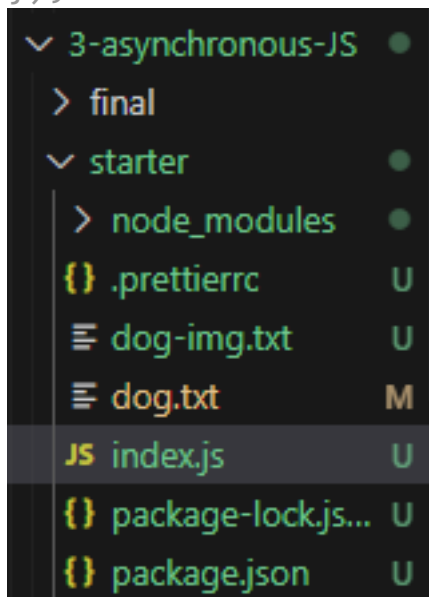 3-asynchronous-JS
final
starter
node_modules
{} .prettierrc U
dog-img.txt U
dog.txt M
JS index.js U
{} package-lock.js... U
{} package.json U